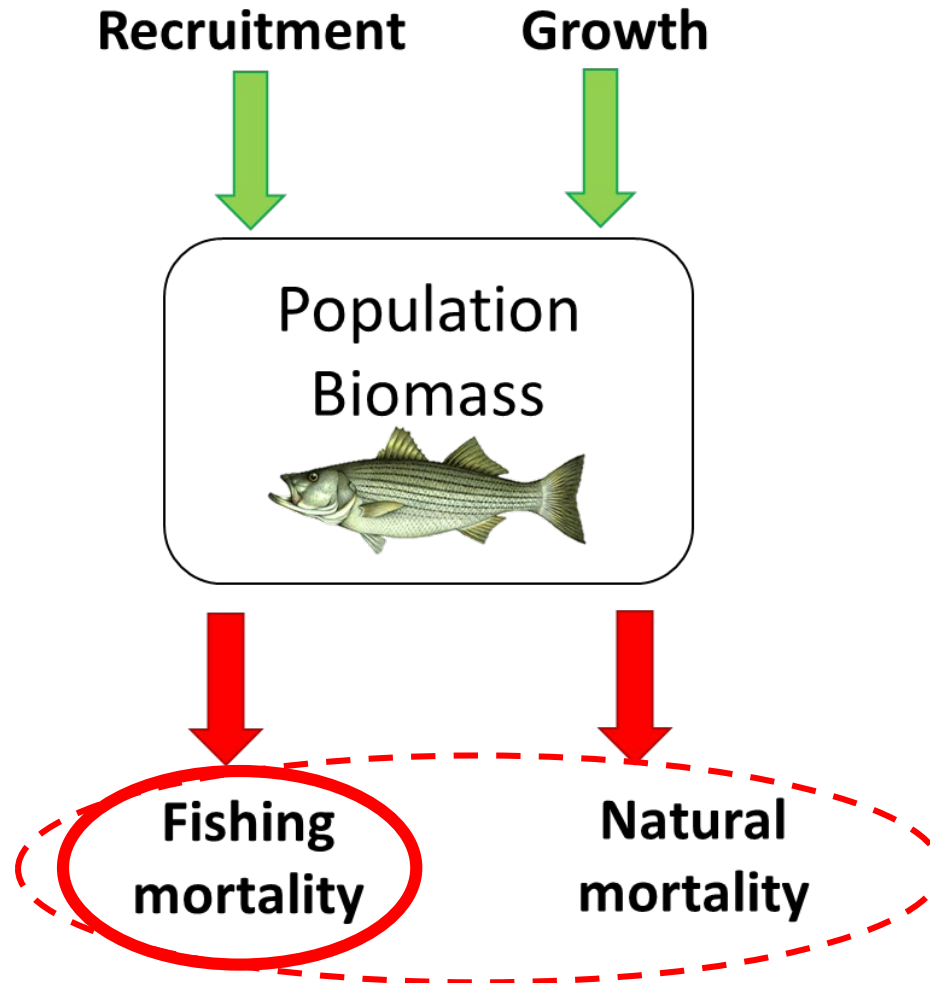 Recruitment Growth
Population
Biomass
Fishing
mortality
Natural
mortality